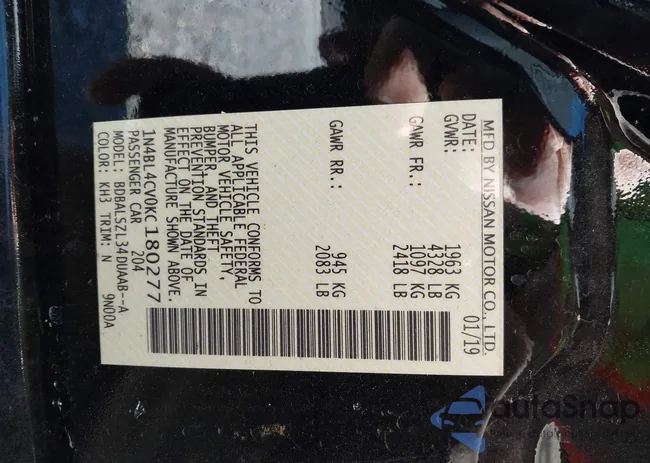 MFD BY NISSAN MOTOR CO., LTD.
DATE: 01/19
GVWR: 1963 KG
4328 LB
GAWR FR.: 1097 KG
2418 LB
GAWR RR.: 945 KG
2083 LB
THIS VEHICLE CONFORMS TO
ALL APPLICABLE FEDERAL
MOTOR VEHICLE SAFETY,
BUMPER, AND THEFT
PREVENTION STANDARDS IN
EFFECT ON THE DATE OF
MANUFACTURE SHOWN ABOVE.
1N4BL4CV0KC180277
PASSENGER CAR 204
MODEL: BDBALSZL34DUAAB--A
COLOR: KH3 TRIM: N 9N00A
autoSnap